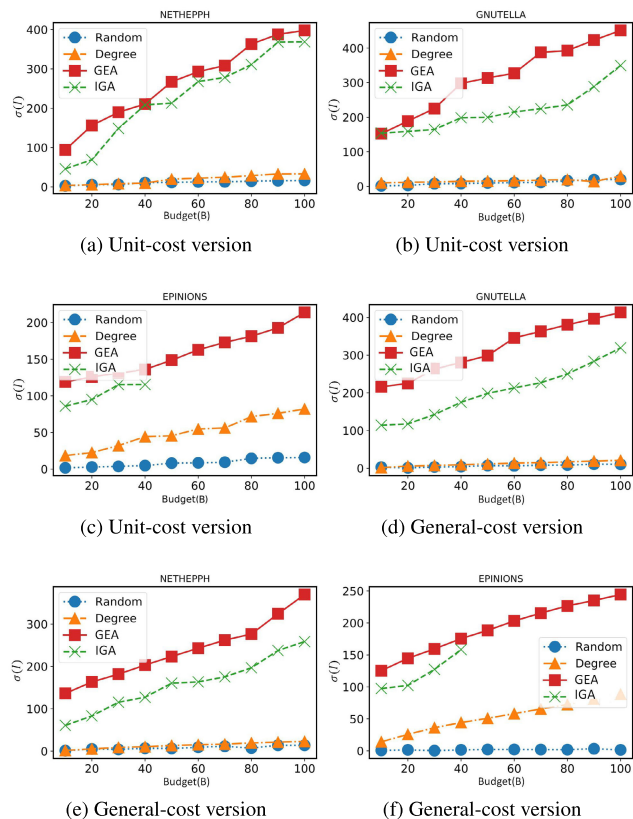 NETHEPPH
Random
Degree
GEA
IGA
400
300
200
100
0
σ(I)
20 40 60 80 100
Budget(B)
(a) Unit-cost version
GNUTELLA
Random
Degree
GEA
IGA
400
300
200
100
0
σ(I)
20 40 60 80 100
Budget(B)
(b) Unit-cost version
EPINIONS
Random
Degree
GEA
IGA
200
150
100
50
0
σ(I)
20 40 60 80 100
Budget(B)
(c) Unit-cost version
GNUTELLA
Random
Degree
GEA
IGA
400
300
200
100
0
σ(I)
20 40 60 80 100
Budget(B)
(d) General-cost version
NETHEPPH
Random
Degree
GEA
IGA
300
200
100
0
σ(I)
20 40 60 80 100
Budget(B)
(e) General-cost version
EPINIONS
Random
Degree
GEA
IGA
250
200
150
100
50
0
σ(I)
20 40 60 80 100
Budget(B)
(f) General-cost version